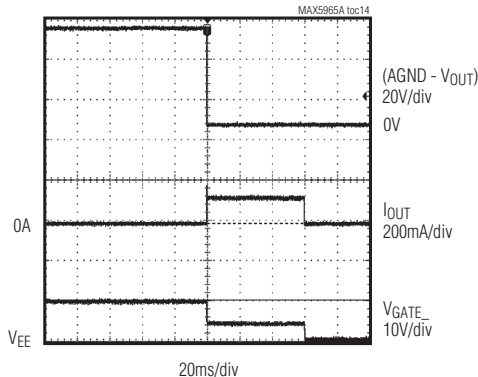 MAX5965A toc14
(AGND - VOUT)
20V/div
0V
0A
IOUT
200mA/div
VGATE_
10V/div
VEE
20ms/div